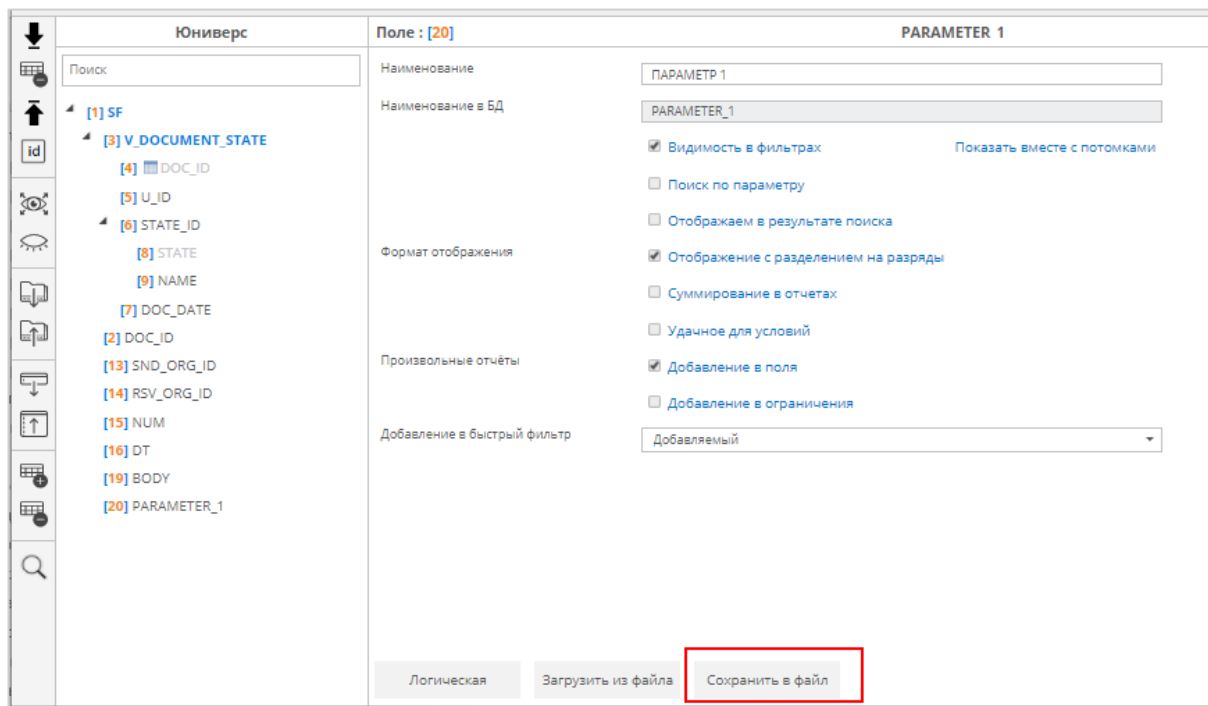 Юниверс
Поле : [20]
PARAMETER 1
Поиск
[1] SF
[3] V_DOCUMENT_STATE
[4] DOC_ID
[5] U_ID
[6] STATE_ID
[8] STATE
[9] NAME
[7] DOC_DATE
[2] DOC_ID
[13] SND_ORG_ID
[14] RSV_ORG_ID
[15] NUM
[16] DT
[19] BODY
[20] PARAMETER_1
id
Наименование
ПАРАМЕТР 1
Наименование в БД
PARAMETER_1
Видимость в фильтрах
Показать вместе с потомками
Поиск по параметру
Отображаем в результате поиска
Формат отображения
Отображение с разделением на разряды
Суммирование в отчетах
Удачное для условий
Произвольные отчёты
Добавление в поля
Добавление в ограничения
Добавление в быстрый фильтр
Добавляемый
Логическая
Загрузить из файла
Сохранить в файл